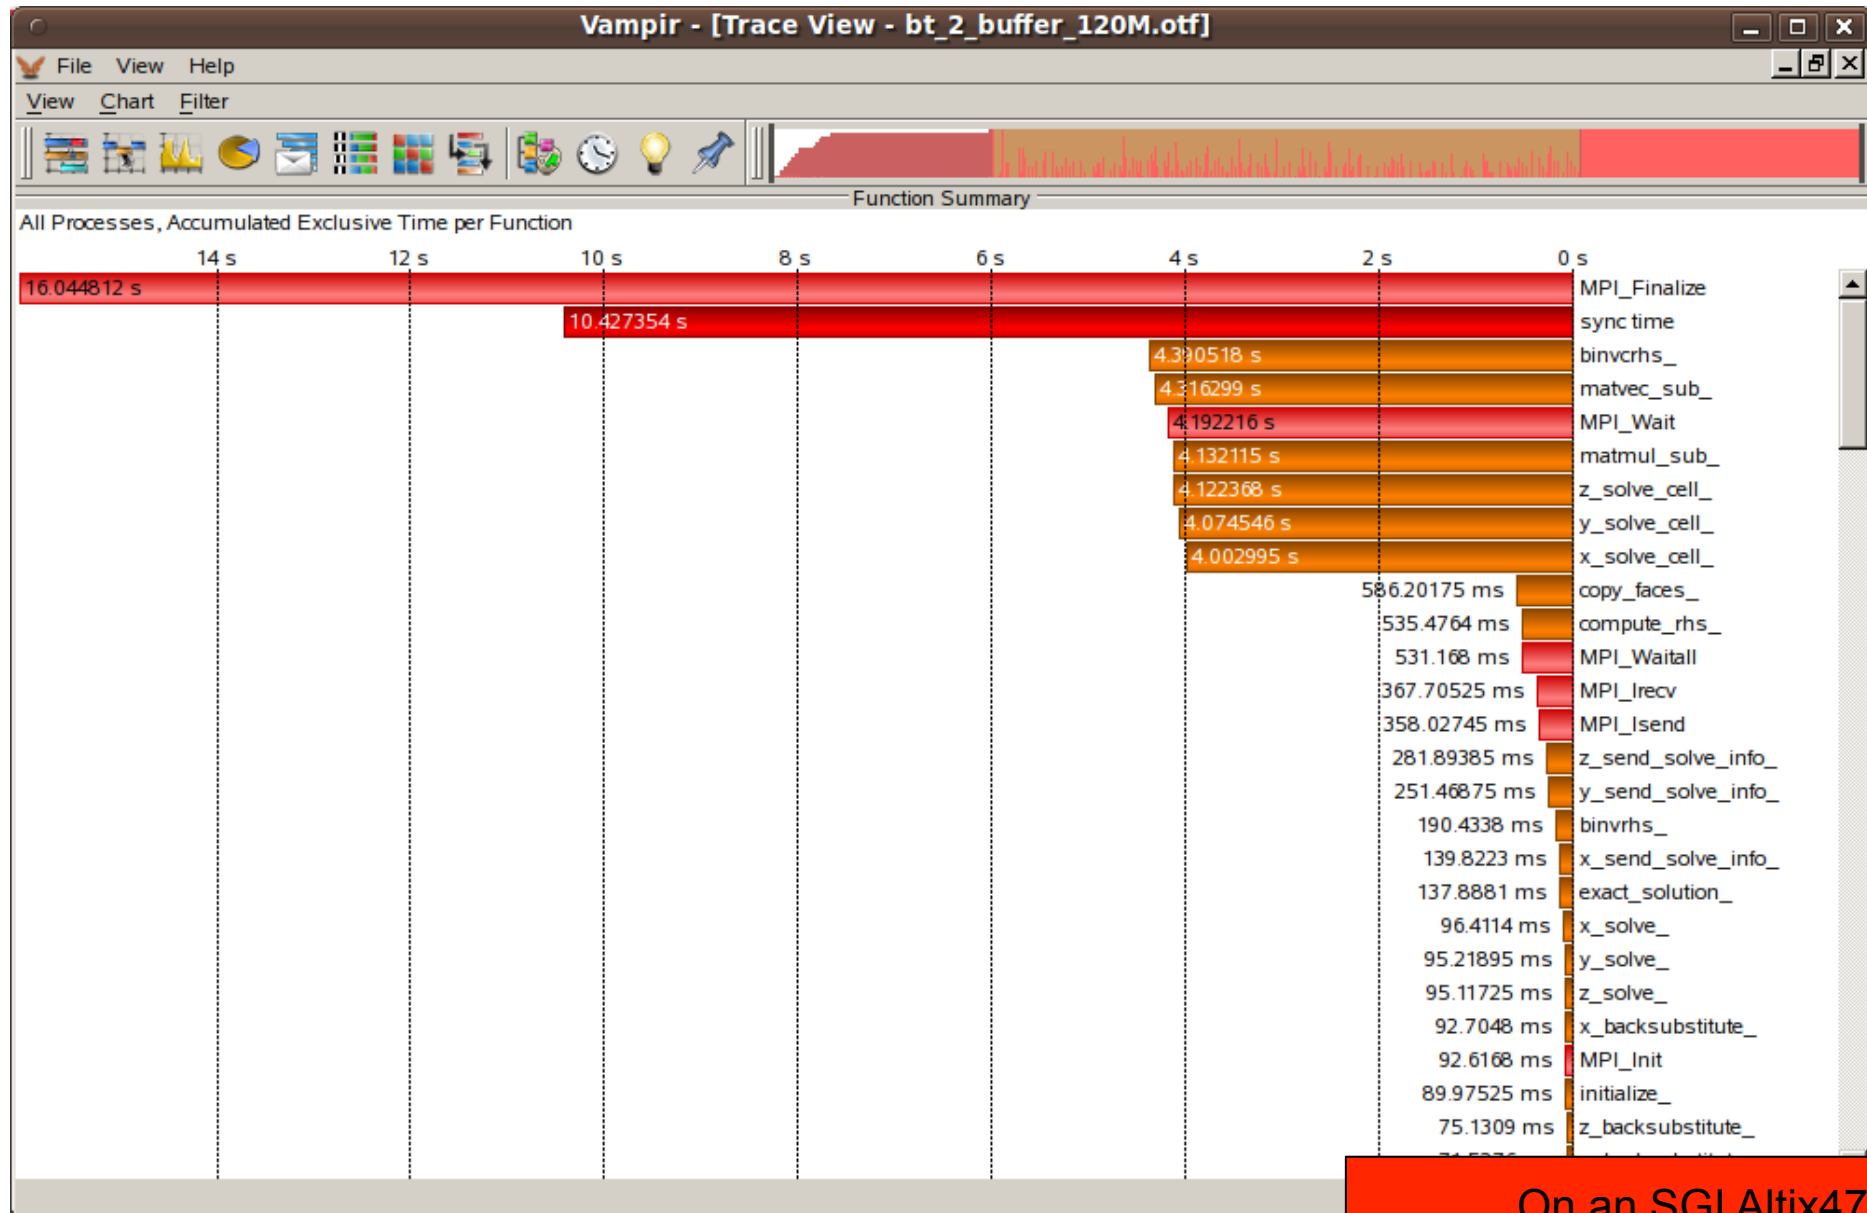 Vampir - [Trace View - bt_2_buffer_120M.otf]
File View Help
View Chart Filter
Function Summary
All Processes, Accumulated Exclusive Time per Function
14 s 12 s 10 s 8 s 6 s 4 s 2 s 0 s
16.044812 s MPI_Finalize
10.427354 s sync time
4.390518 s binvcrhs_
4.316299 s matvec_sub_
4.192216 s MPI_Wait
4.132115 s matmul_sub_
4.122368 s z_solve_cell_
4.074546 s y_solve_cell_
4.002995 s x_solve_cell_
586.20175 ms copy_faces_
535.4764 ms compute_rhs_
531.168 ms MPI_Waitall
367.70525 ms MPI_Irecv
358.02745 ms MPI_Isend
281.89385 ms z_send_solve_info_
251.46875 ms y_send_solve_info_
190.4338 ms binvrhs_
139.8223 ms x_send_solve_info_
137.8881 ms exact_solution_
96.4114 ms x_solve_
95.21895 ms y_solve_
95.11725 ms z_solve_
92.7048 ms x_backsubstitute_
92.6168 ms MPI_Init
89.97525 ms initialize_
75.1309 ms z_backsubstitute_
On an SGI Altix47